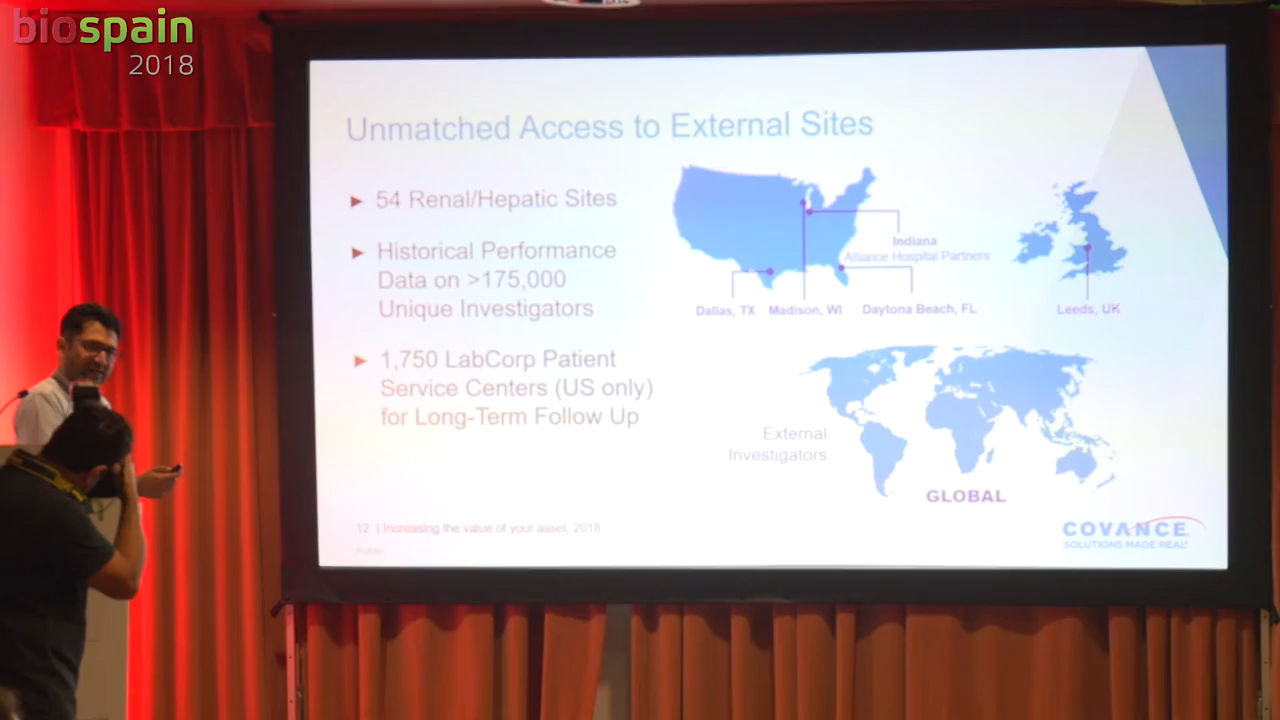 biospain
2018
Unmatched Access to External Sites
► 54 Renal/Hepatic Sites
► Historical Performance
Data on >175,000
Unique Investigators
► 1,750 LabCorp Patient
Service Centers (US only)
for Long-Term Follow Up
Indiana
Alliance Hospital Partners
Dallas, TX
Madison, WI
Daytona Beach, FL
Leeds, UK
External
Investigators
GLOBAL
12 | Increasing the value of your asset, 2018
Public
COVANCE
SOLUTIONS MADE REAL®